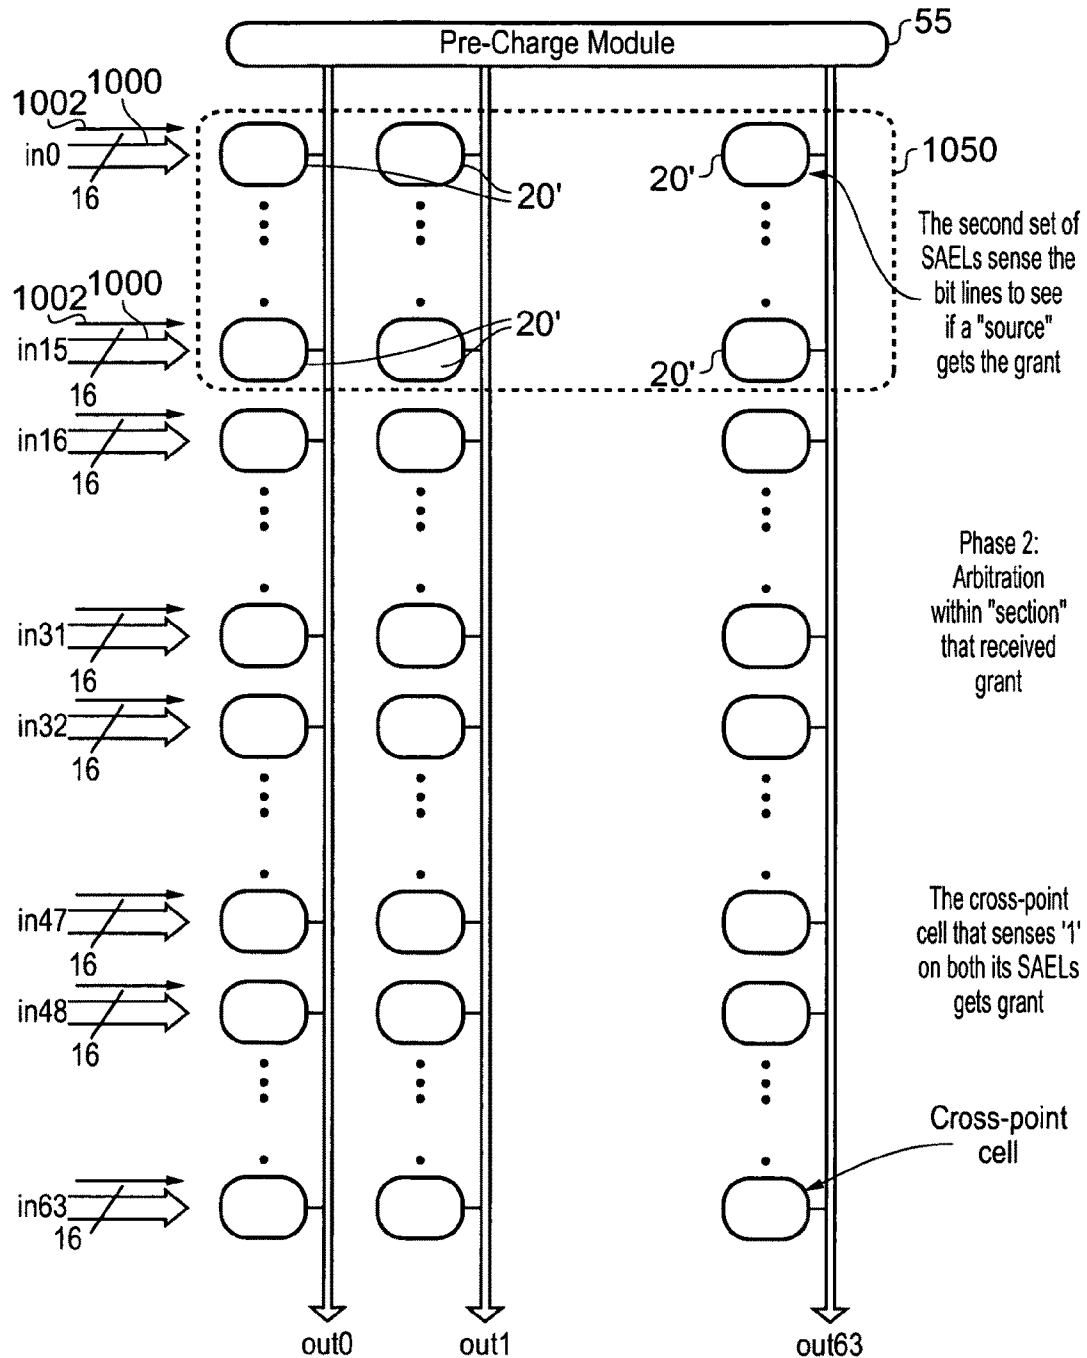 55
Pre-Charge Module
1002 1000
in0
16
20'
20'
1050
The second set of
SAELs sense the
bit lines to see
if a "source"
gets the grant
1002 1000
in15
16
20'
20'
in16
16
Phase 2:
Arbitration
within "section"
that received
grant
in31
16
in32
16
The cross-point
cell that senses '1'
on both its SAELs
gets grant
in47
16
in48
16
Cross-point
cell
in63
16
out0
out1
out63